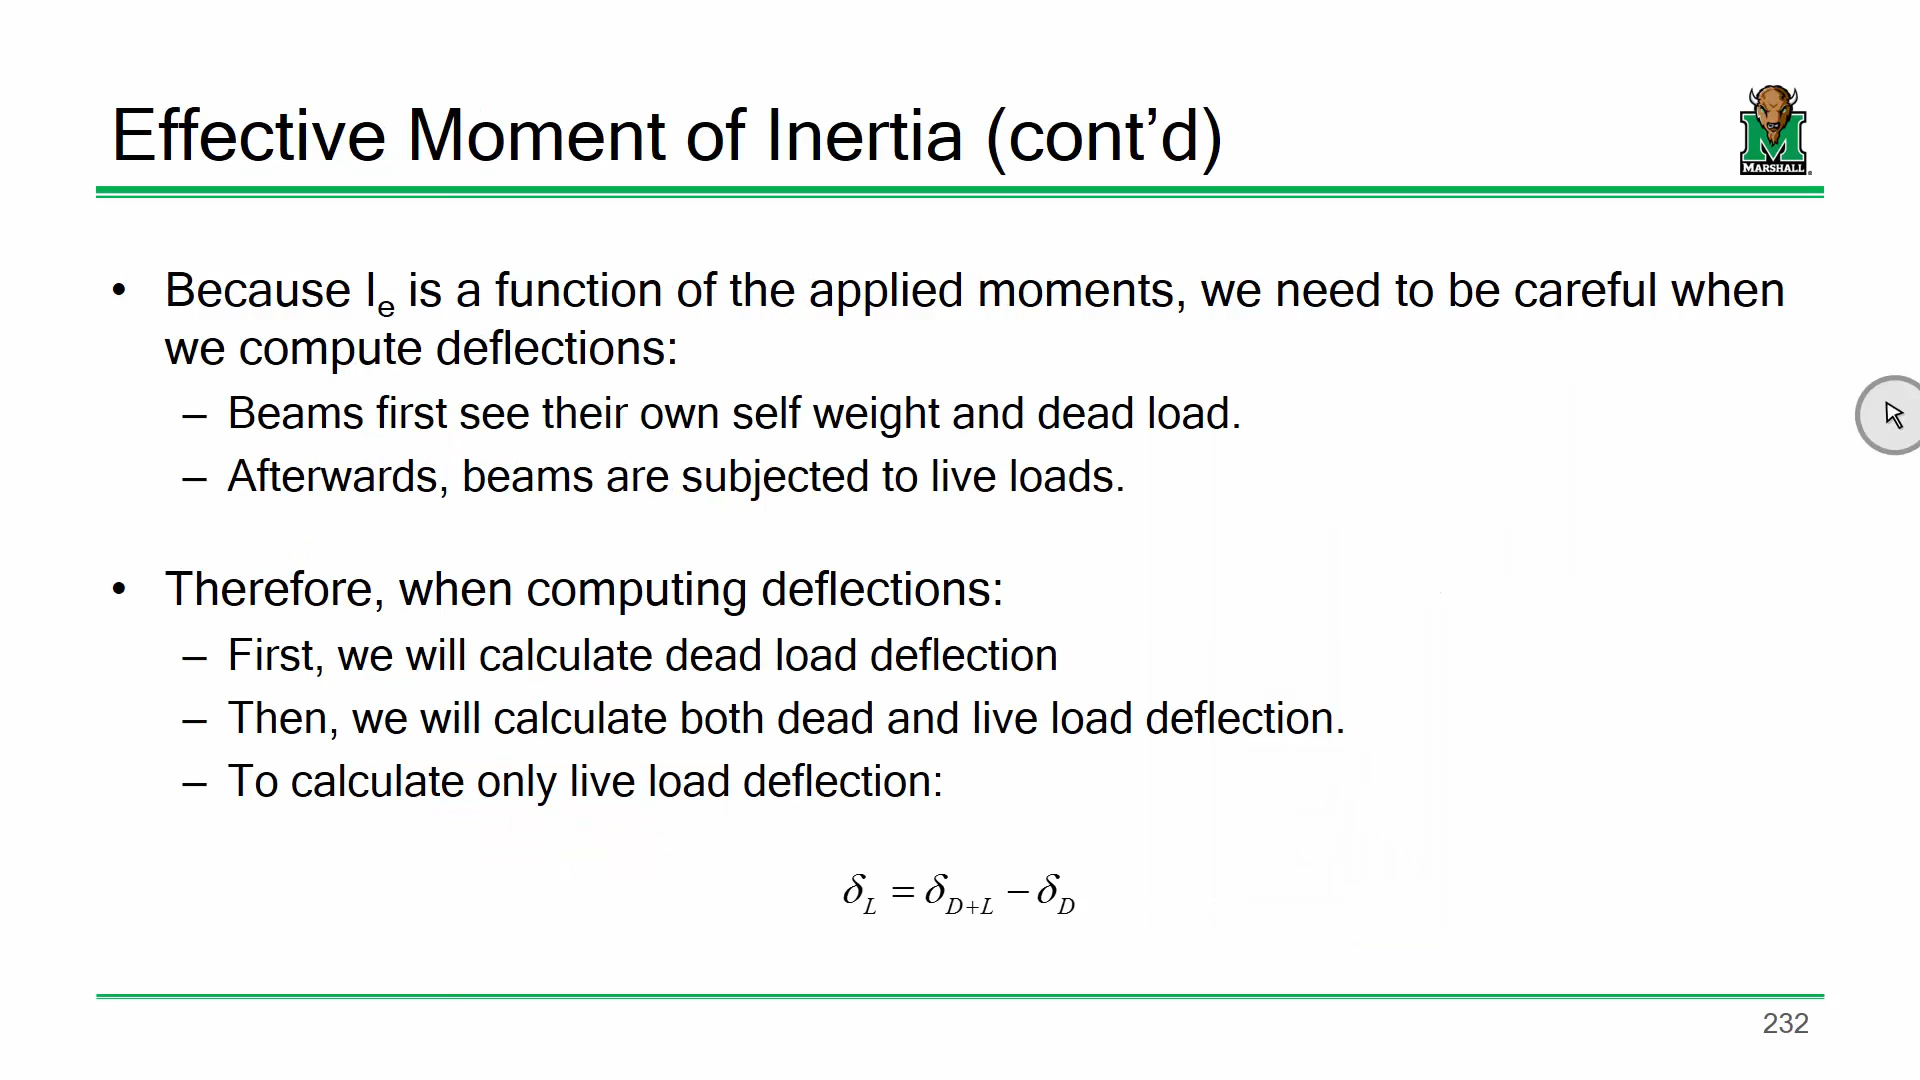 Effective Moment of Inertia (cont’d)
MARSHALL
• Because Iₑ is a function of the applied moments, we need to be careful when
we compute deflections:
– Beams first see their own self weight and dead load.
– Afterwards, beams are subjected to live loads.
• Therefore, when computing deflections:
– First, we will calculate dead load deflection
– Then, we will calculate both dead and live load deflection.
– To calculate only live load deflection:
δ_L = δ_{D+L} − δ_D
232